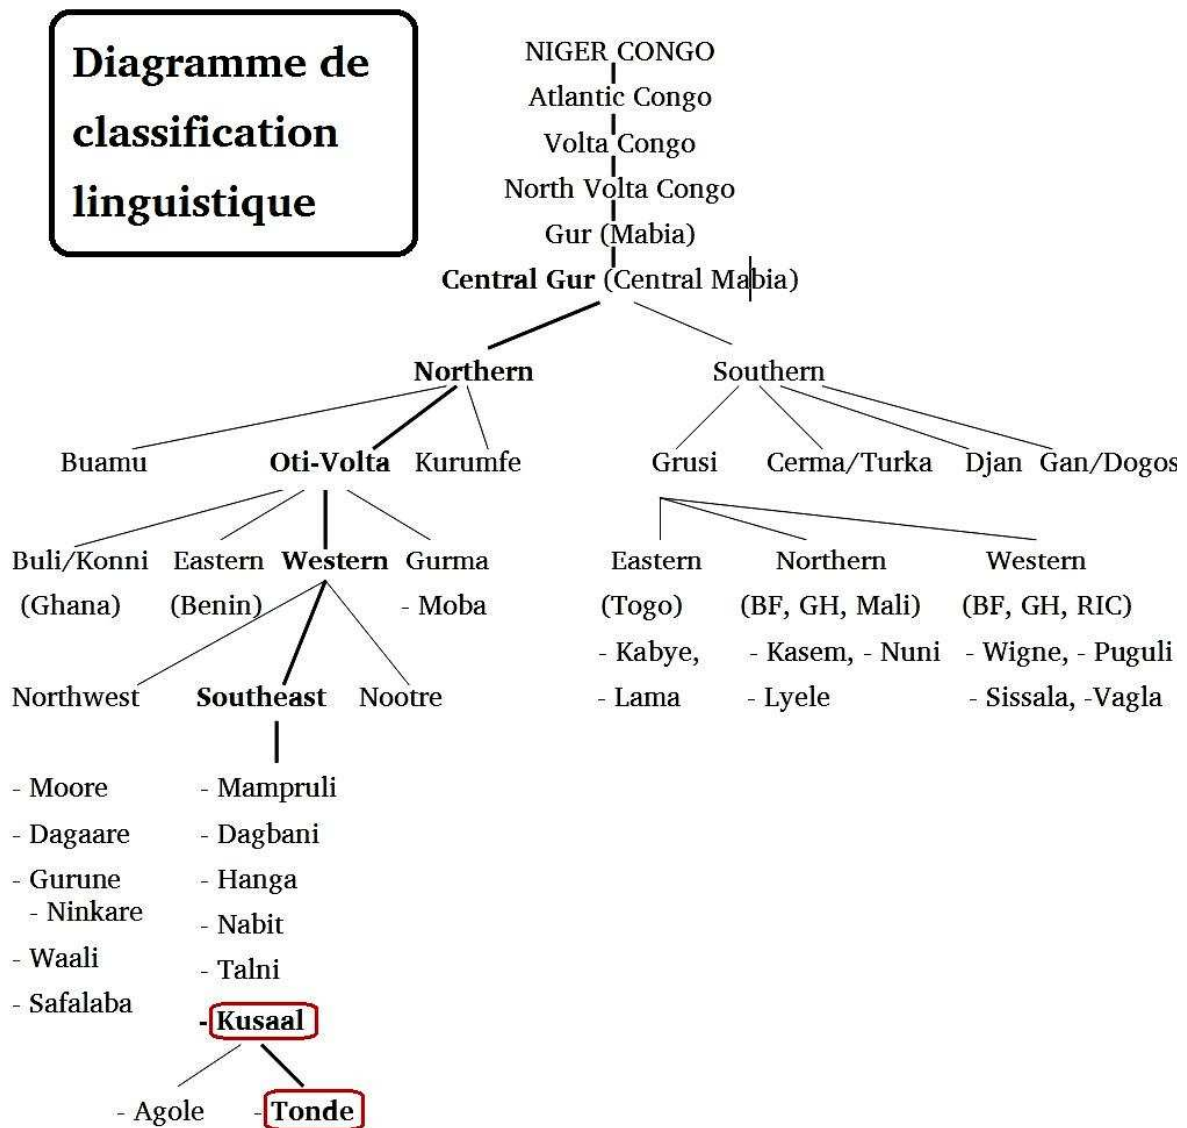 Diagramme de
classification
linguistique
NIGER CONGO
Atlantic Congo
Volta Congo
North Volta Congo
Gur (Mabia)
Central Gur (Central Mabia)
Northern Southern
Buamu Oti-Volta Kurumfe Grusi Cerma/Turka Djan Gan/Dogos
Buli/Konni Eastern Western Gurma Eastern Northern Western
(Ghana) (Benin) - Moba (Togo) (BF, GH, Mali) (BF, GH, RIC)
- Kabye, - Kasem, - Nuni - Wigne, - Puguli
Northwest Southeast Nootre - Lama - Lyele - Sissala, -Vagla
- Moore - Mampruli
- Dagaare - Dagbani
- Gurune - Hanga
- Ninkare - Nabit
- Waali - Talni
- Safalaba - Kusaal
- Agole - Tonde